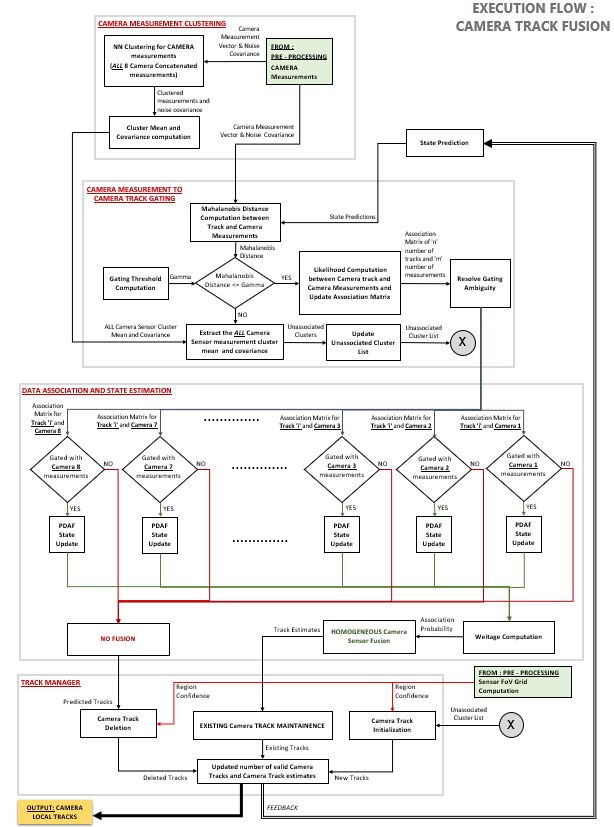 EXECUTION FLOW :
CAMERA TRACK FUSION
CAMERA MEASUREMENT CLUSTERING
NN Clustering for CAMERA
measurements
(ALL 8 Camera Concatenated
measurements)
Camera
Measurement
Vector & Noise
Covariance
FROM :
PRE - PROCESSING
CAMERA
Measurements
Clustered
measurements and
noise covariance
Cluster Mean and
Covariance computation
Camera Measurement
Vector & Noise Covariance
State Prediction
CAMERA MEASUREMENT TO
CAMERA TRACK GATING
Mahalanobis Distance
Computation between
Track and Camera
Measurements
State Predictions
Mahalanobis
Distance
Gating Threshold
Computation
Gamma
Mahalanobis
Distance <= Gamma
YES
Likelihood Computation
between Camera track and
Camera Measurements and
Update Association Matrix
Association
Matrix of 'n'
number of
tracks and 'm'
number of
measurements
Resolve Gating
Ambiguity
NO
ALL Camera Sensor Cluster
Mean and Covariance
Extract the ALL Camera
Sensor measurement cluster
mean and covariance
Unassociated
Clusters
Update
Unassociated Cluster
List
Unassociated
Cluster List
X
DATA ASSOCIATION AND STATE ESTIMATION
Association
Matrix for
Track 'i' and
Camera 8
Association Matrix for
Track 'i' and Camera 7
Association Matrix for
Track 'i' and Camera 3
Association Matrix for
Track 'i' and Camera 2
Association Matrix for
Track 'i' and Camera 1
Gated with
Camera 8
measurements
NO
Gated with
Camera 7
measurements
NO
Gated with
Camera 3
measurements
NO
Gated with
Camera 2
measurements
NO
Gated with
Camera 1
measurements
NO
YES
YES
YES
YES
YES
PDAF
State
Update
PDAF
State
Update
PDAF
State
Update
PDAF
State
Update
PDAF
State
Update
NO FUSION
Track Estimates
HOMOGENEOUS Camera
Sensor Fusion
Association
Probability
Weitage Computation
TRACK MANAGER
FROM : PRE - PROCESSING
Sensor FoV Grid
Computation
Predicted Tracks
Region
Confidence
Region
Confidence
Camera Track
Deletion
EXISTING Camera TRACK MAINTAINENCE
Camera Track
Initialization
Unassociated
Cluster List
X
Existing Tracks
Deleted Tracks
Updated number of valid Camera
Tracks and Camera Track estimates
New Tracks
OUTPUT: CAMERA
LOCAL TRACKS
FEEDBACK